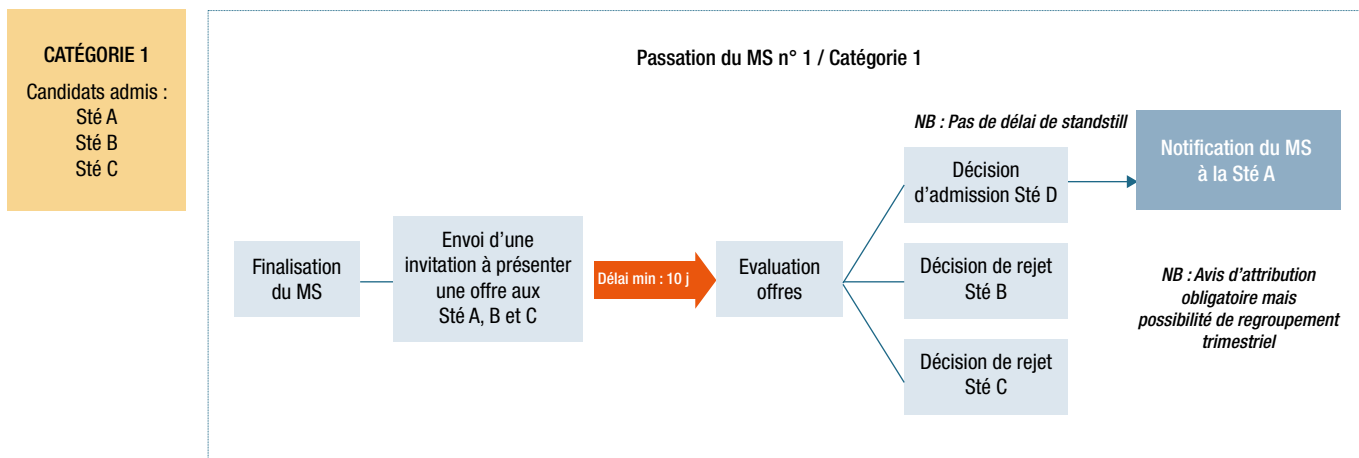 CATÉGORIE 1
Candidats admis :
Sté A
Sté B
Sté C
Passation du MS n° 1 / Catégorie 1
Finalisation
du MS
Envoi d’une
invitation à présenter
une offre aux
Sté A, B et C
Délai min : 10 j
Evaluation
offres
NB : Pas de délai de standstill
Décision
d’admission Sté D
Décision de rejet
Sté B
Décision de rejet
Sté C
Notification du MS
à la Sté A
NB : Avis d’attribution
obligatoire mais
possibilité de regroupement
trimestriel